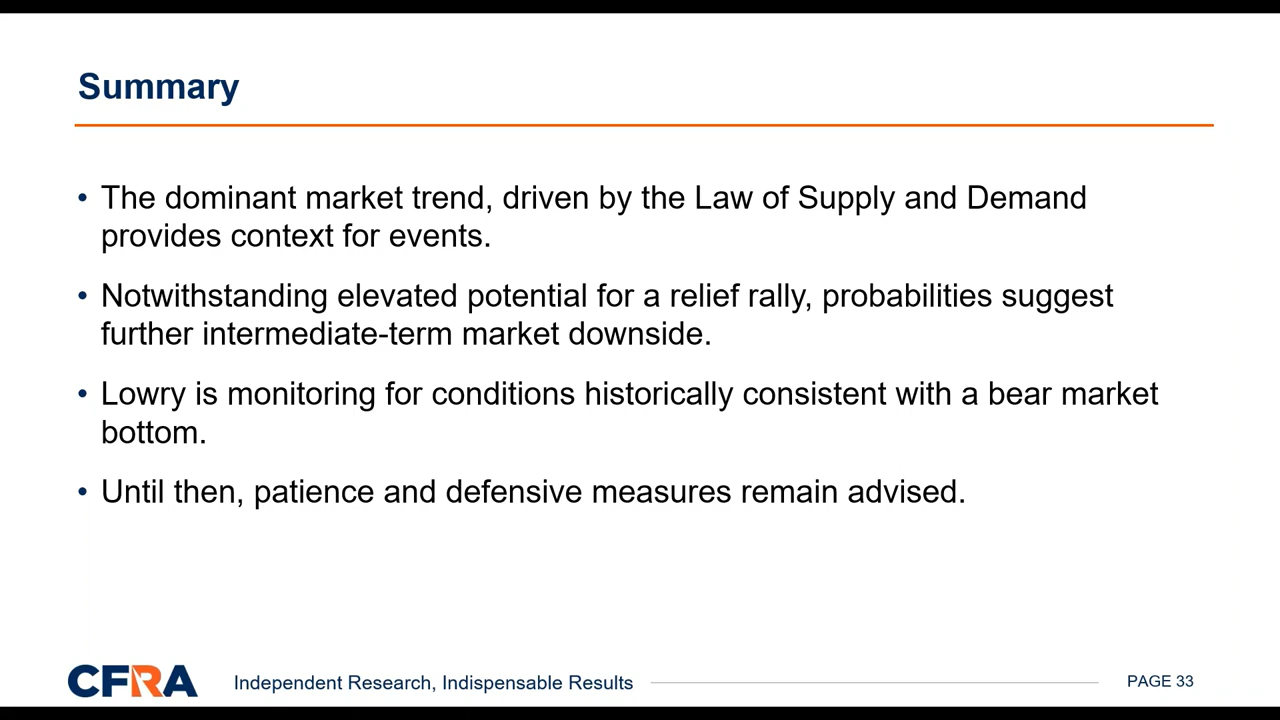 Summary
• The dominant market trend, driven by the Law of Supply and Demand
provides context for events.
• Notwithstanding elevated potential for a relief rally, probabilities suggest
further intermediate-term market downside.
• Lowry is monitoring for conditions historically consistent with a bear market
bottom.
• Until then, patience and defensive measures remain advised.
CFRA Independent Research, Indispensable Results PAGE 33